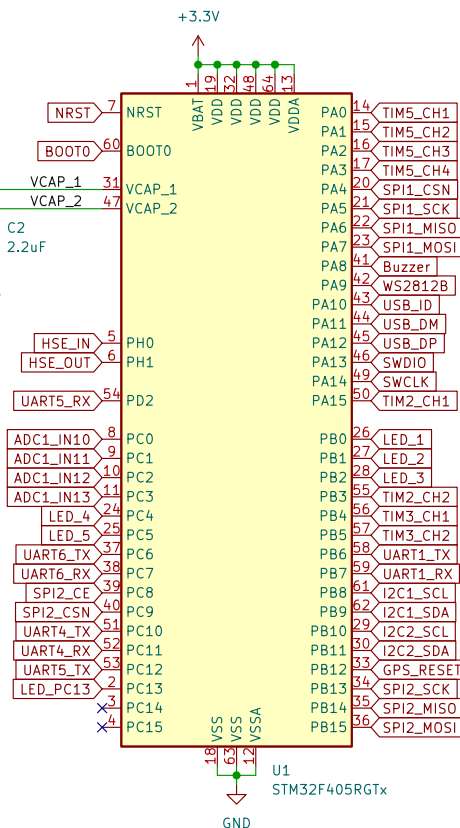 +3.3V
1 19 32 48 64 13
VBAT VDD VDD VDD VDD VDDA
NRST 7 NRST PA0 14 TIM5_CH1
PA1 15 TIM5_CH2
BOOT0 60 BOOT0 PA2 16 TIM5_CH3
PA3 17 TIM5_CH4
VCAP_1 31 VCAP_1 PA4 20 SPI1_CSN
VCAP_2 47 VCAP_2 PA5 21 SPI1_SCK
C2 PA6 22 SPI1_MISO
2.2uF PA7 23 SPI1_MOSI
PA8 41 Buzzer
PA9 42 WS2812B
PA10 43 USB_ID
PA11 44 USB_DM
HSE_IN 5 PH0 PA12 45 USB_DP
HSE_OUT 6 PH1 PA13 46 SWDIO
PA14 49 SWCLK
UART5_RX 54 PD2 PA15 50 TIM2_CH1
ADC1_IN10 8 PC0 PB0 26 LED_1
ADC1_IN11 9 PC1 PB1 27 LED_2
ADC1_IN12 10 PC2 PB2 28 LED_3
ADC1_IN13 11 PC3 PB3 55 TIM2_CH2
LED_4 24 PC4 PB4 56 TIM3_CH1
LED_5 25 PC5 PB5 57 TIM3_CH2
UART6_TX 37 PC6 PB6 58 UART1_TX
UART6_RX 38 PC7 PB7 59 UART1_RX
SPI2_CE 39 PC8 PB8 61 I2C1_SCL
SPI2_CSN 40 PC9 PB9 62 I2C1_SDA
UART4_TX 51 PC10 PB10 29 I2C2_SCL
UART4_RX 52 PC11 PB11 30 I2C2_SDA
UART5_TX 53 PC12 PB12 33 GPS_RESET
LED_PC13 2 PC13 PB13 34 SPI2_SCK
3 PC14 PB14 35 SPI2_MISO
4 PC15 PB15 36 SPI2_MOSI
VSS VSS VSSA
18 63 12
U1
STM32F405RGTx
GND